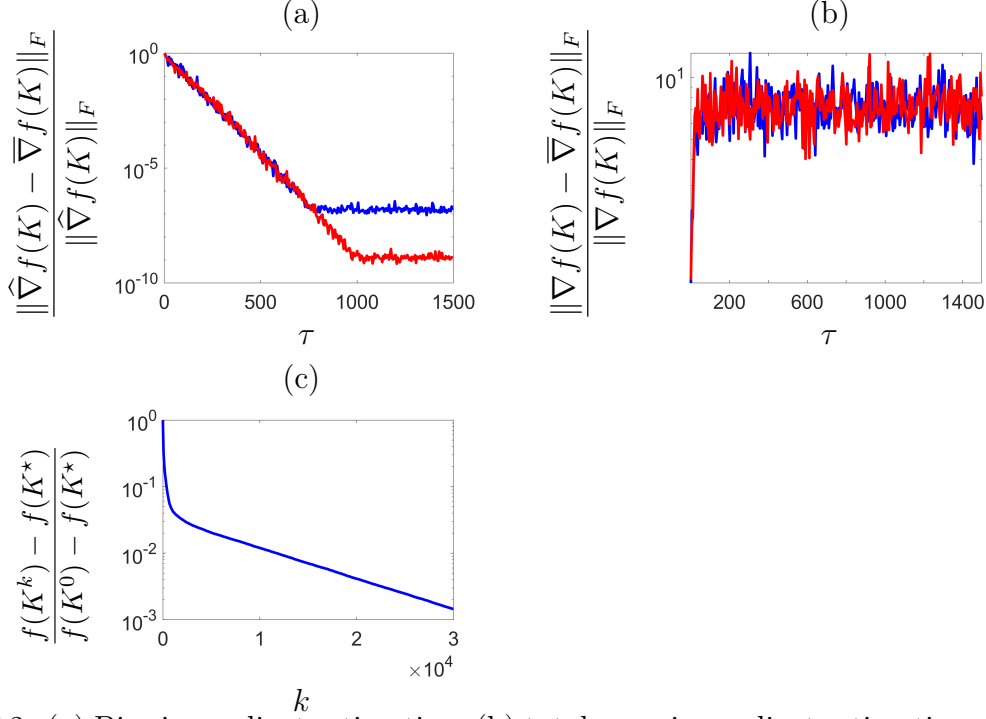 (a)
‖∇̂f(K) − ∇̅f(K)‖_F
‖∇̂f(K)‖_F
10^0
10^-5
10^-10
0 500 1000 1500
τ
(b)
‖∇f(K) − ∇̅f(K)‖_F
‖∇f(K)‖_F
10^1
200 600 1000 1400
τ
(c)
f(K^k) − f(K^⋆)
f(K^0) − f(K^⋆)
10^0
10^-1
10^-2
10^-3
0 1 2 3
×10^4
k